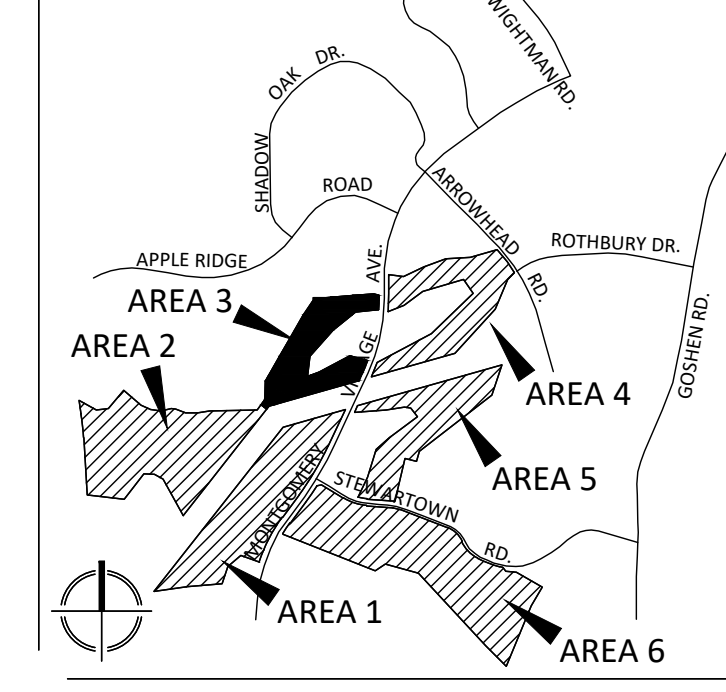 WIGHTMAN RD.
OAK DR.
SHADOW
ROAD
ARROWHEAD
RD.
ROTHBURY DR.
APPLE RIDGE
AVE.
AREA 3
GOSHEN RD.
AREA 2
AREA 4
AREA 5
MONTGOMERY
STEWARTOWN
RD.
AREA 1
AREA 6